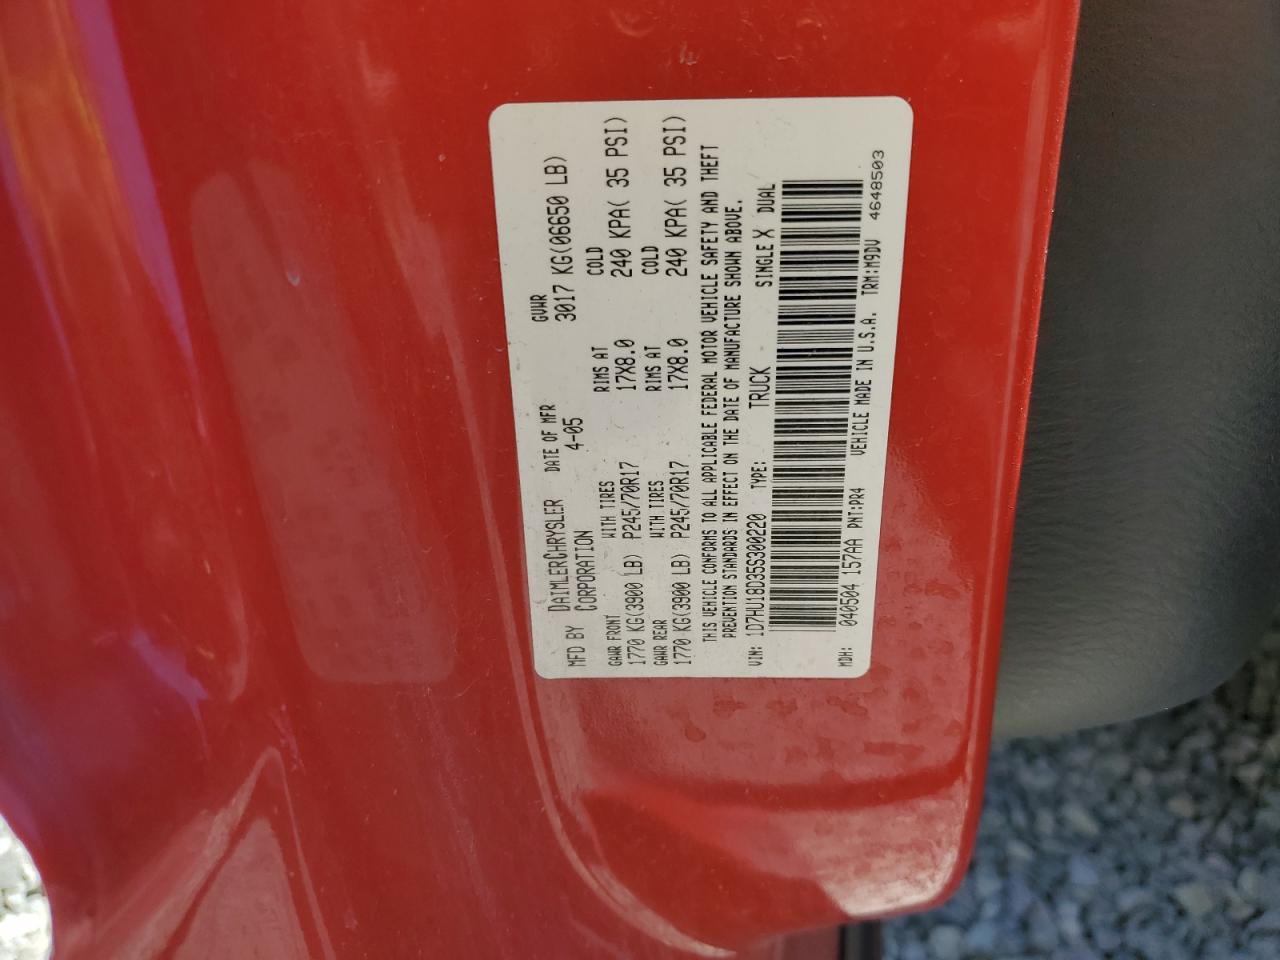 MFD BY DAIMLERCHRYSLER CORPORATION DATE OF MFR 4-05 GVWR 3017 KG(06650 LB)
GAWR FRONT WITH TIRES RIMS AT COLD
1770 KG(3900 LB) P245/70R17 17X8.0 240 KPA( 35 PSI)
GAWR REAR WITH TIRES RIMS AT COLD
1770 KG(3900 LB) P245/70R17 17X8.0 240 KPA( 35 PSI)
THIS VEHICLE CONFORMS TO ALL APPLICABLE FEDERAL MOTOR VEHICLE SAFETY AND THEFT
PREVENTION STANDARDS IN EFFECT ON THE DATE OF MANUFACTURE SHOWN ABOVE.
VIN: 1D7HU18D35S300220 TYPE: TRUCK SINGLE X DUAL
MDH: 040504 157AA PNT:PR4 VEHICLE MADE IN U.S.A. TRM:M9DV 4648503